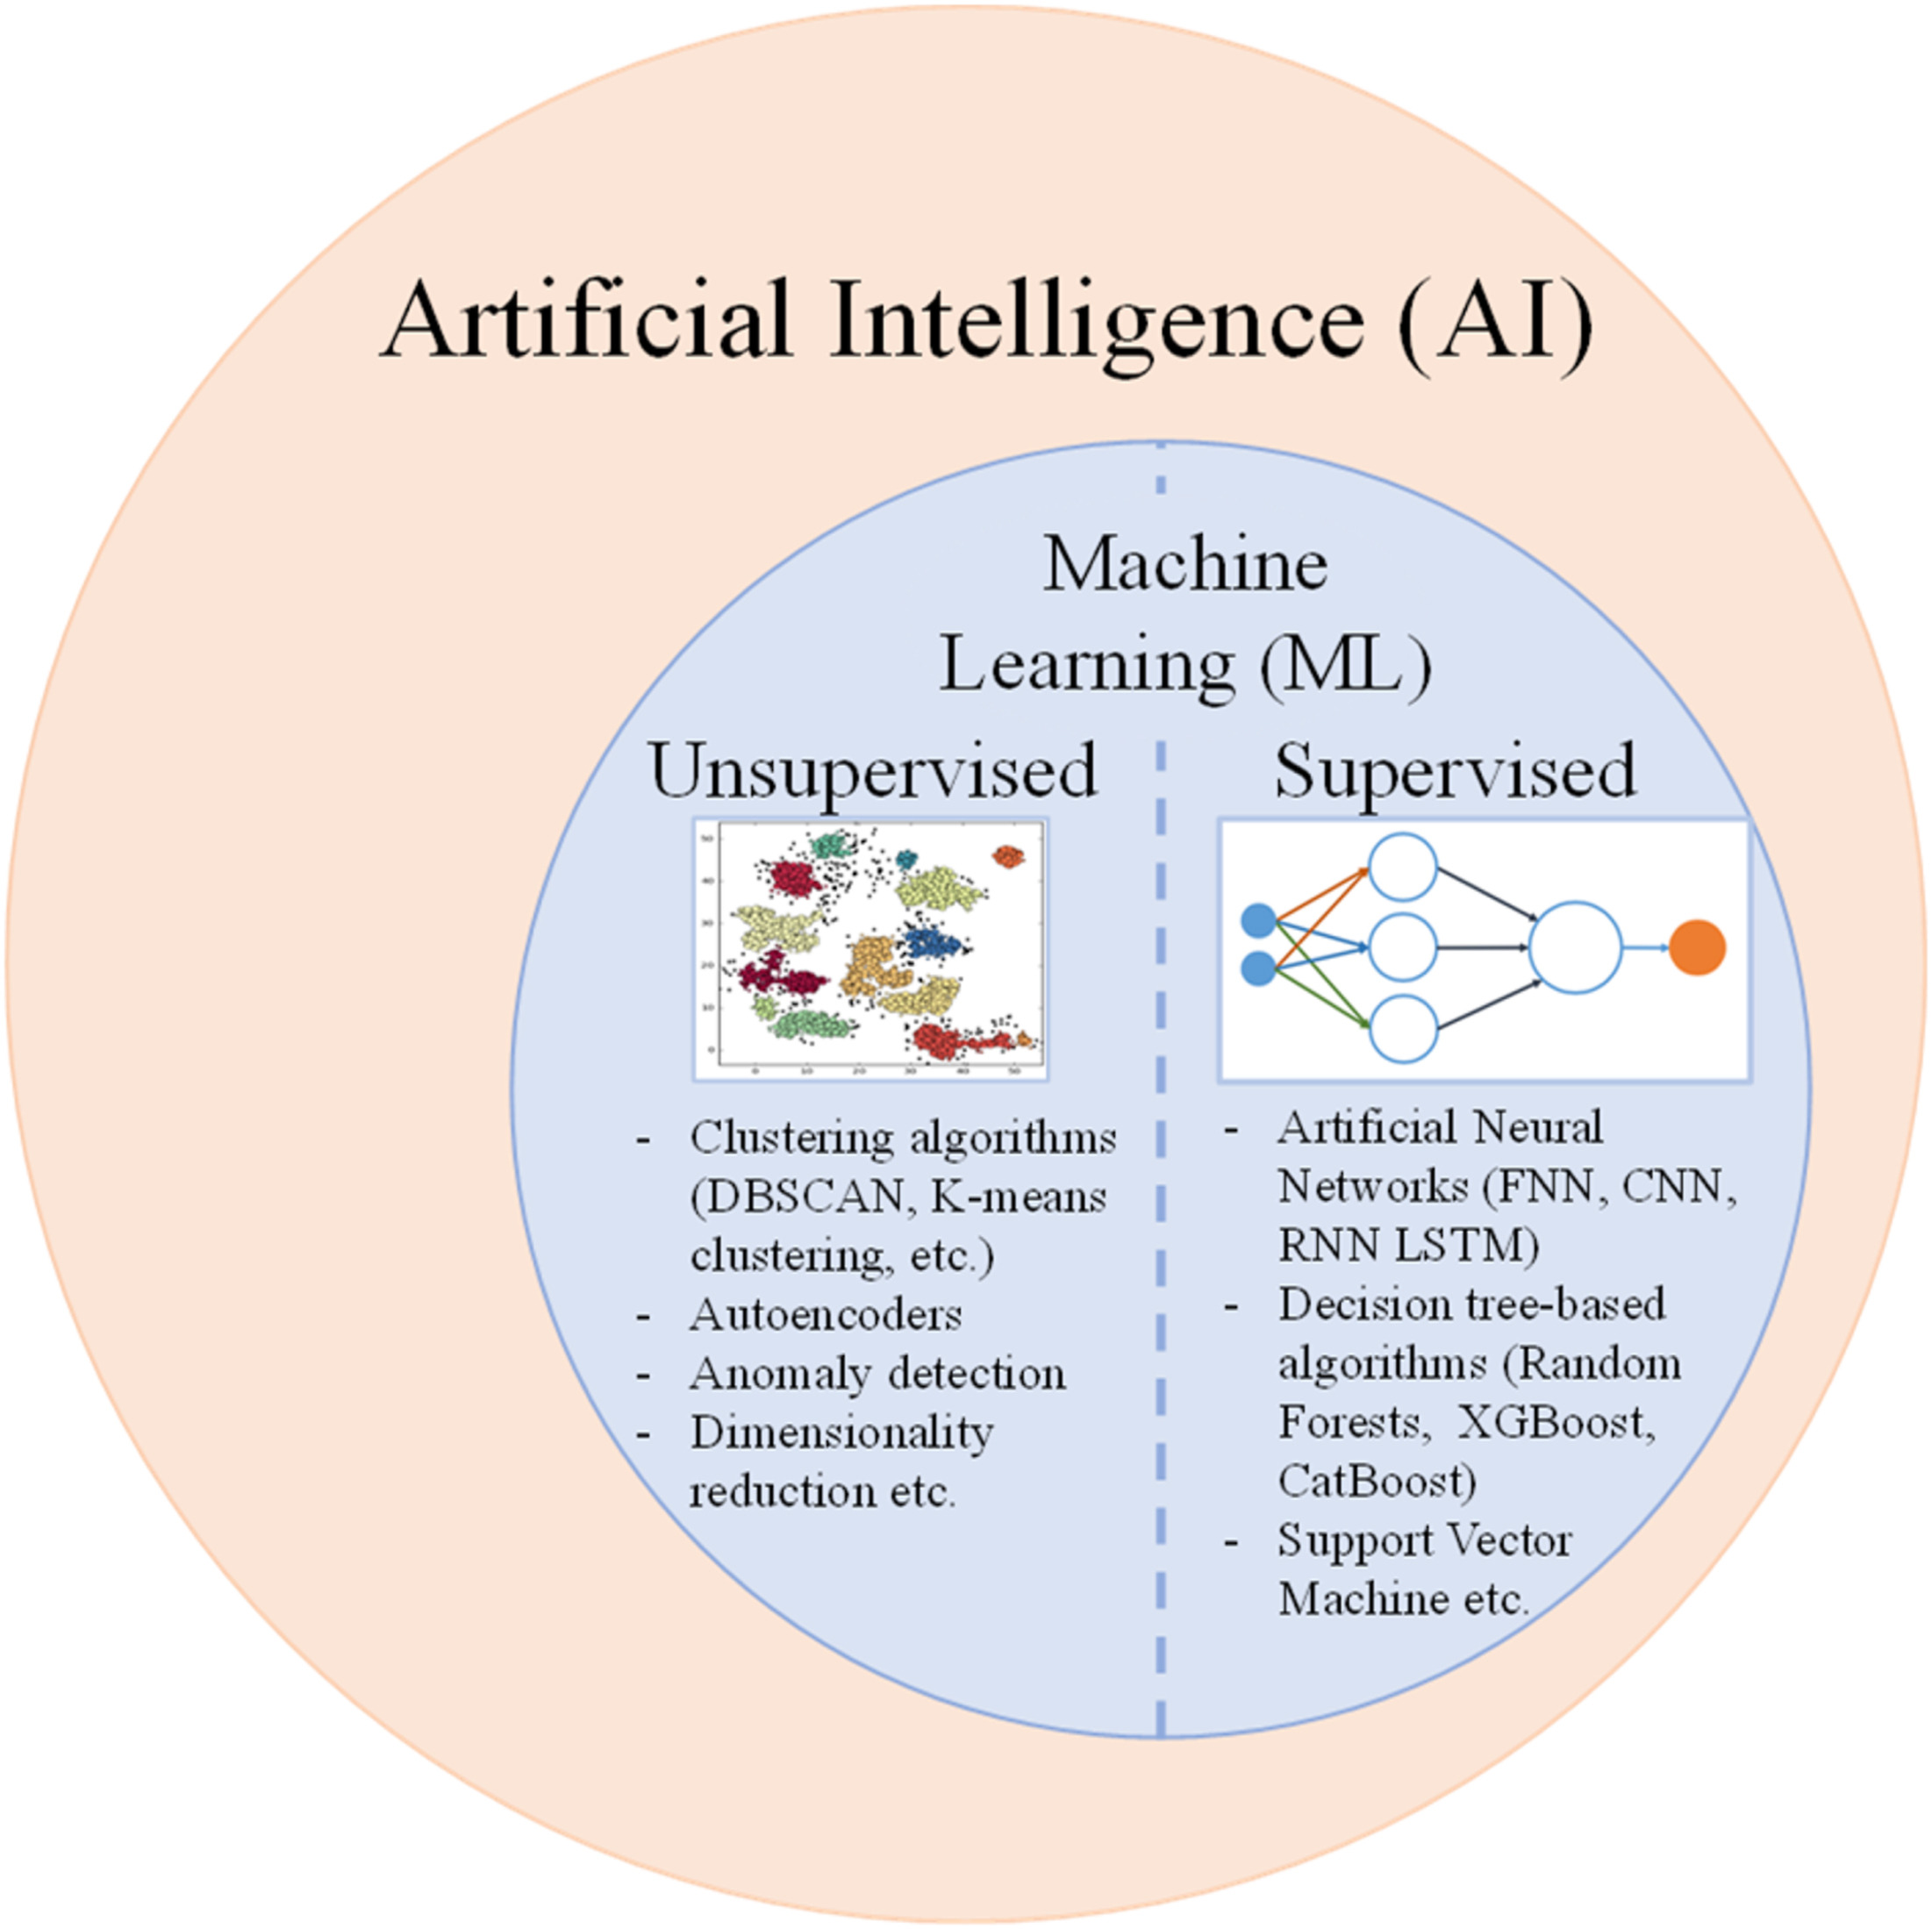 Artificial Intelligence (AI)
Machine
Learning (ML)
Unsupervised
50
40
30
20
10
0
0 10 20 30 40 50
- Clustering algorithms
(DBSCAN, K-means
clustering, etc.)
- Autoencoders
- Anomaly detection
- Dimensionality
reduction etc.
Supervised
- Artificial Neural
Networks (FNN, CNN,
RNN LSTM)
- Decision tree-based
algorithms (Random
Forests, XGBoost,
CatBoost)
- Support Vector
Machine etc.